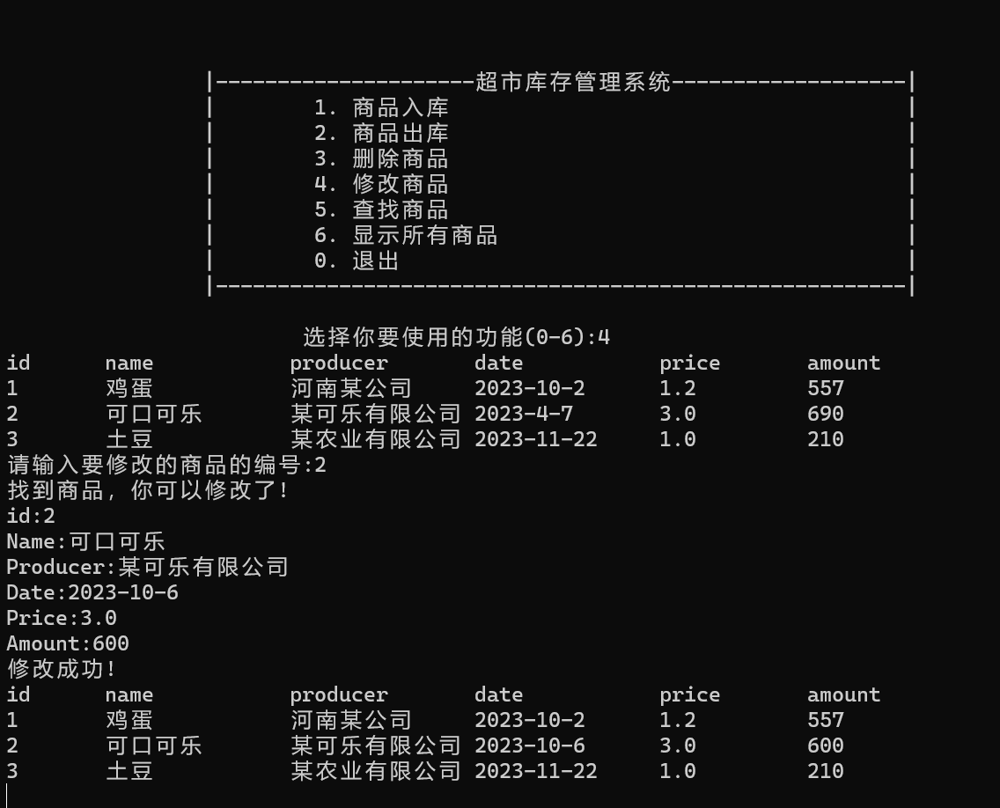 |---------------------超市库存管理系统-------------------|
|        1. 商品入库                                     |
|        2. 商品出库                                     |
|        3. 删除商品                                     |
|        4. 修改商品                                     |
|        5. 查找商品                                     |
|        6. 显示所有商品                                 |
|        0. 退出                                         |
|--------------------------------------------------------|
选择你要使用的功能(0-6):4
id      name           producer       date           price       amount
1       鸡蛋           河南某公司     2023-10-2      1.2         557
2       可口可乐       某可乐有限公司 2023-4-7       3.0         690
3       土豆           某农业有限公司 2023-11-22     1.0         210
请输入要修改的商品的编号:2
找到商品，你可以修改了!
id:2
Name:可口可乐
Producer:某可乐有限公司
Date:2023-10-6
Price:3.0
Amount:600
修改成功!
id      name           producer       date           price       amount
1       鸡蛋           河南某公司     2023-10-2      1.2         557
2       可口可乐       某可乐有限公司 2023-10-6      3.0         600
3       土豆           某农业有限公司 2023-11-22     1.0         210